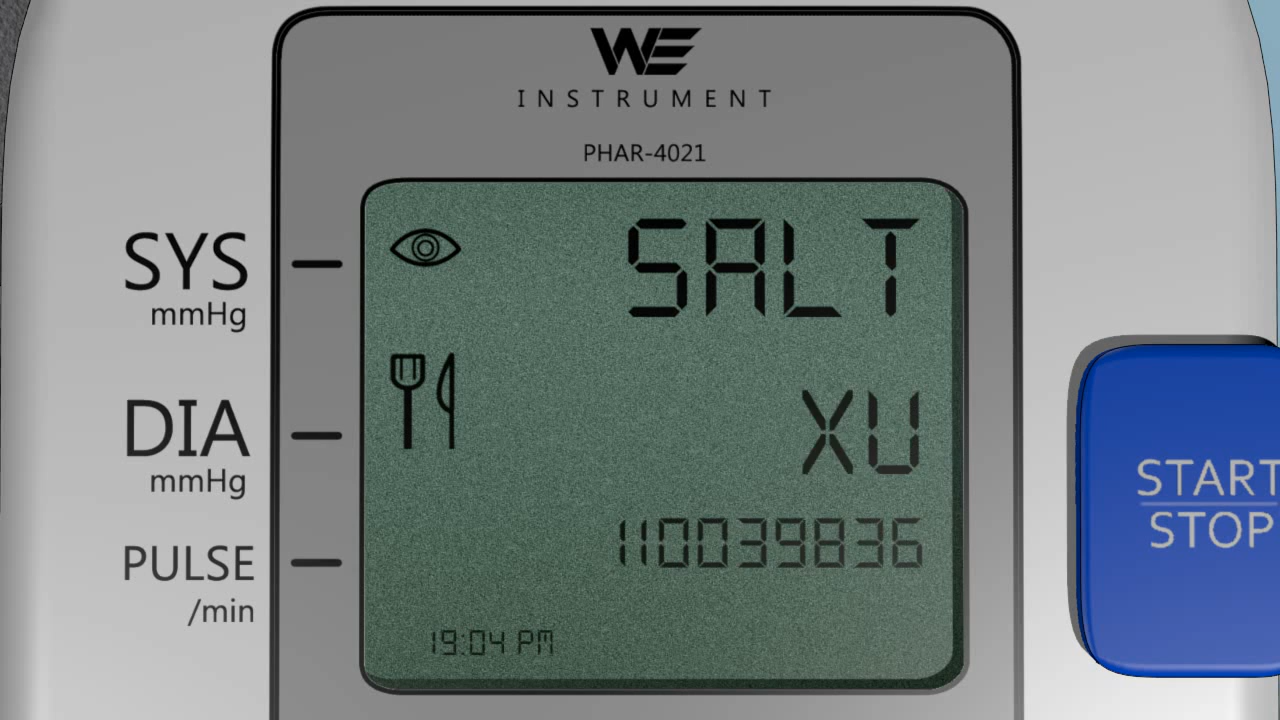 WE
INSTRUMENT
PHAR-4021
SYS
mmHg
SALT
DIA
mmHg
XU
PULSE
/min
110039836
19:04 PM
START
STOP